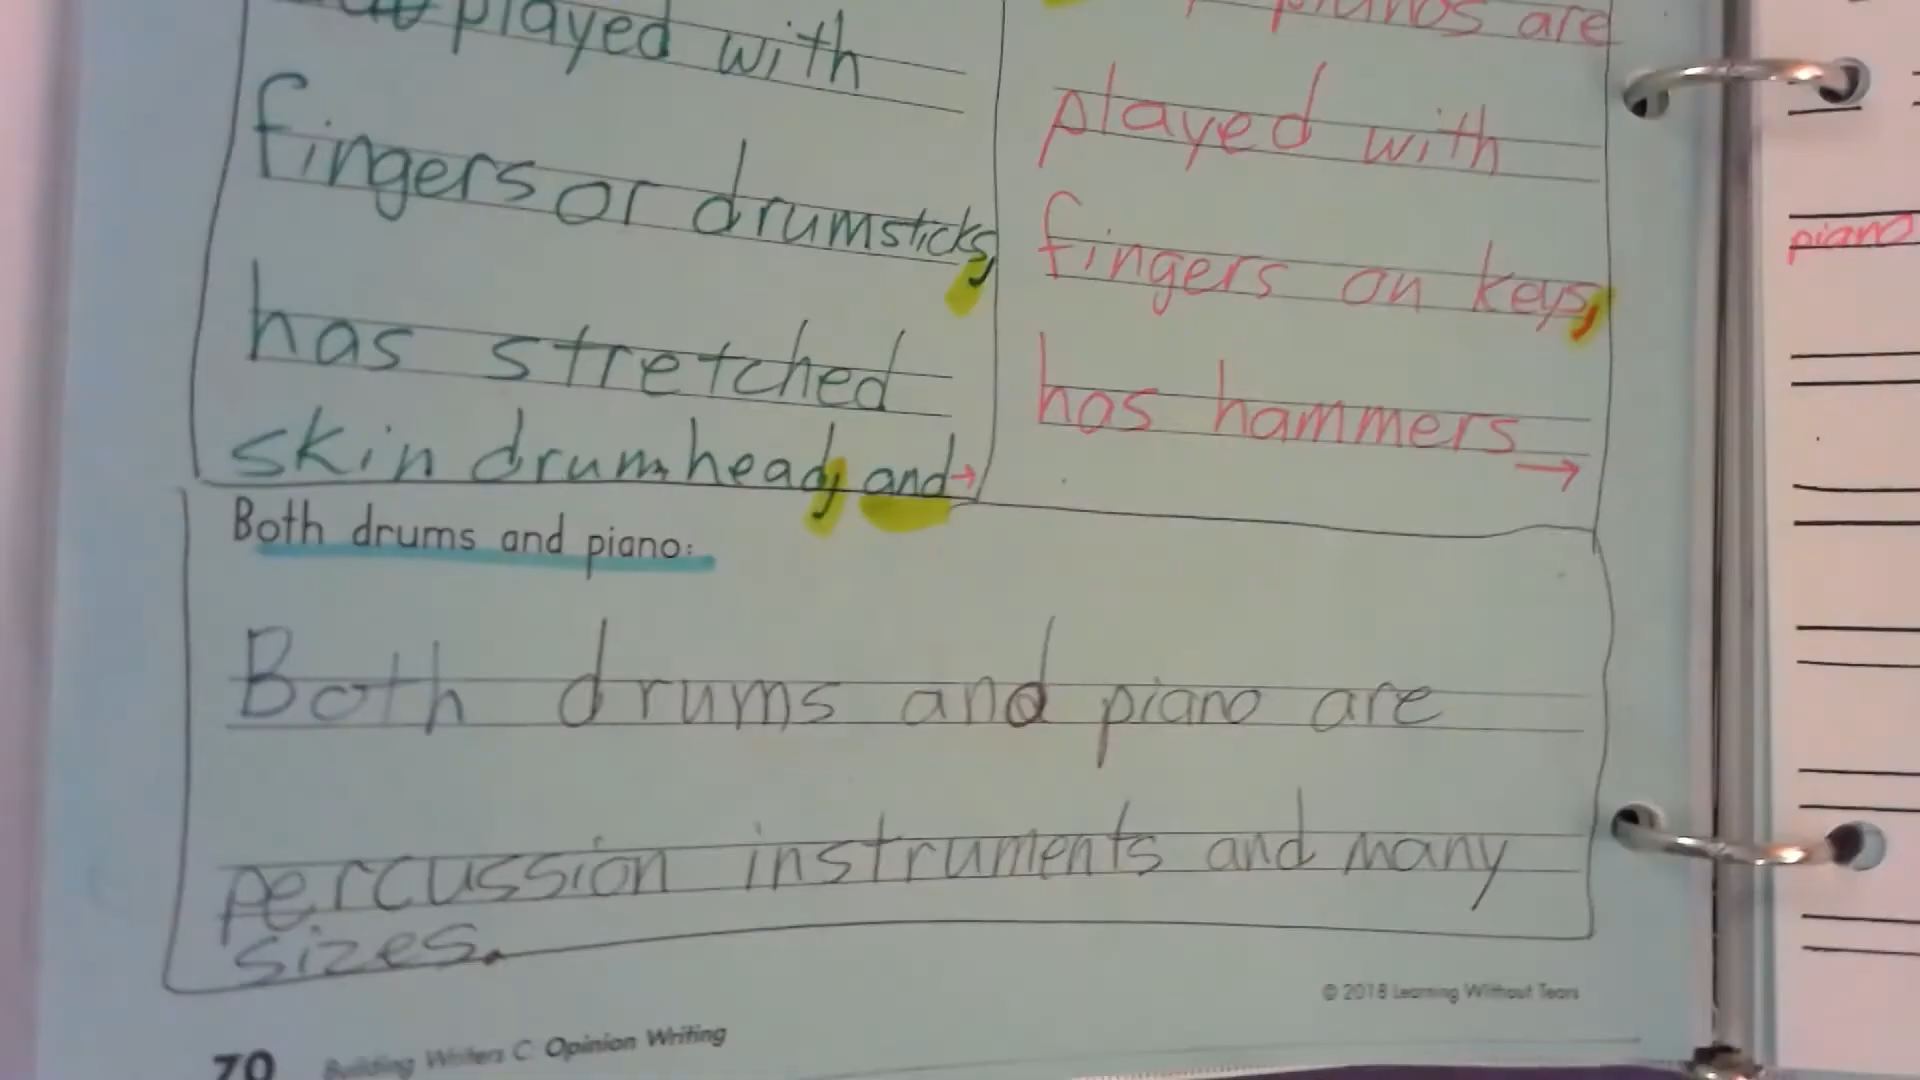 played with
fingers or drumsticks,
has stretched
skin drumhead, and→
pianos are
played with
fingers on keys,
has hammers
→
Both drums and piano:
Both drums and piano are
percussion instruments and many
sizes.
© 2018 Learning Without Tears
70 Building Writers C Opinion Writing
piano